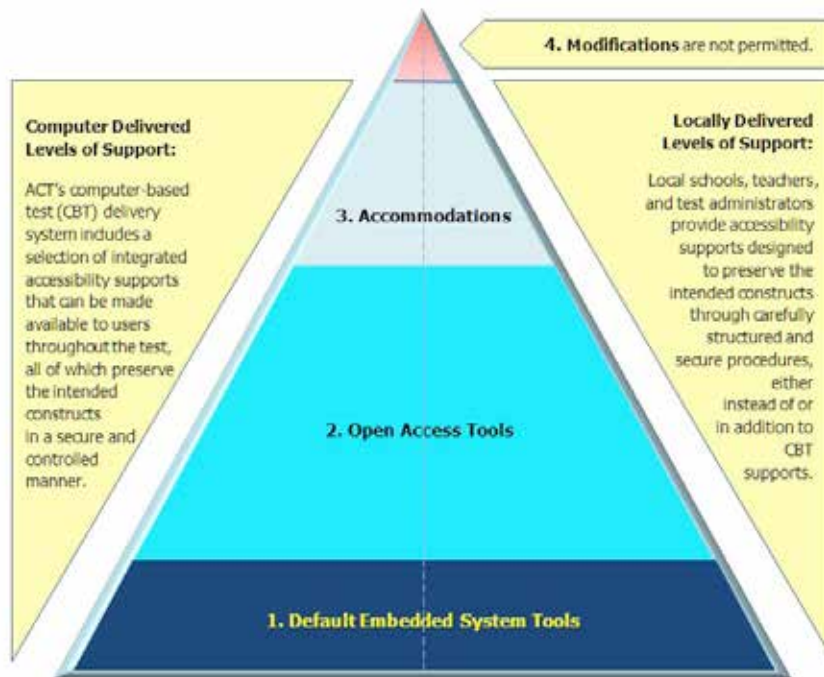 4. Modifications are not permitted.
Computer Delivered
Levels of Support:
ACT's computer-based
test (CBT) delivery
system includes a
selection of integrated
accessibility supports
that can be made
available to users
throughout the test,
all of which preserve
the intended
constructs
in a secure and
controlled
manner.
Locally Delivered
Levels of Support:
Local schools, teachers,
and test administrators
provide accessibility
supports designed
to preserve the
intended constructs
through carefully
structured and
secure procedures,
either
instead of or
in addition to
CBT
supports.
3. Accommodations
2. Open Access Tools
1. Default Embedded System Tools